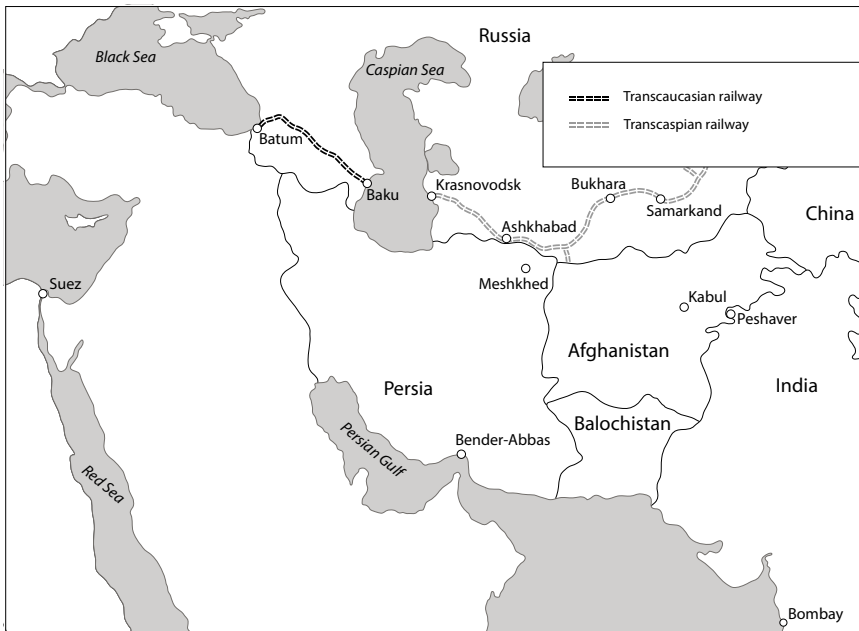 Russia
Black Sea
Caspian Sea
Transcaucasian railway
Transcaspian railway
Batum
Baku
Krasnovodsk
Bukhara
Samarkand
China
Ashkhabad
Meshkhed
Suez
Kabul
Peshaver
Afghanistan
Persia
India
Balochistan
Persian Gulf
Bender-Abbas
Red Sea
Bombay